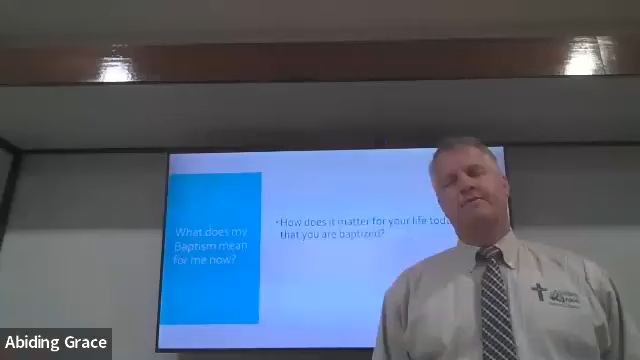 What does my
Baptism mean
for me now?
How does it matter for your life
that you are baptized?
Abiding Grace